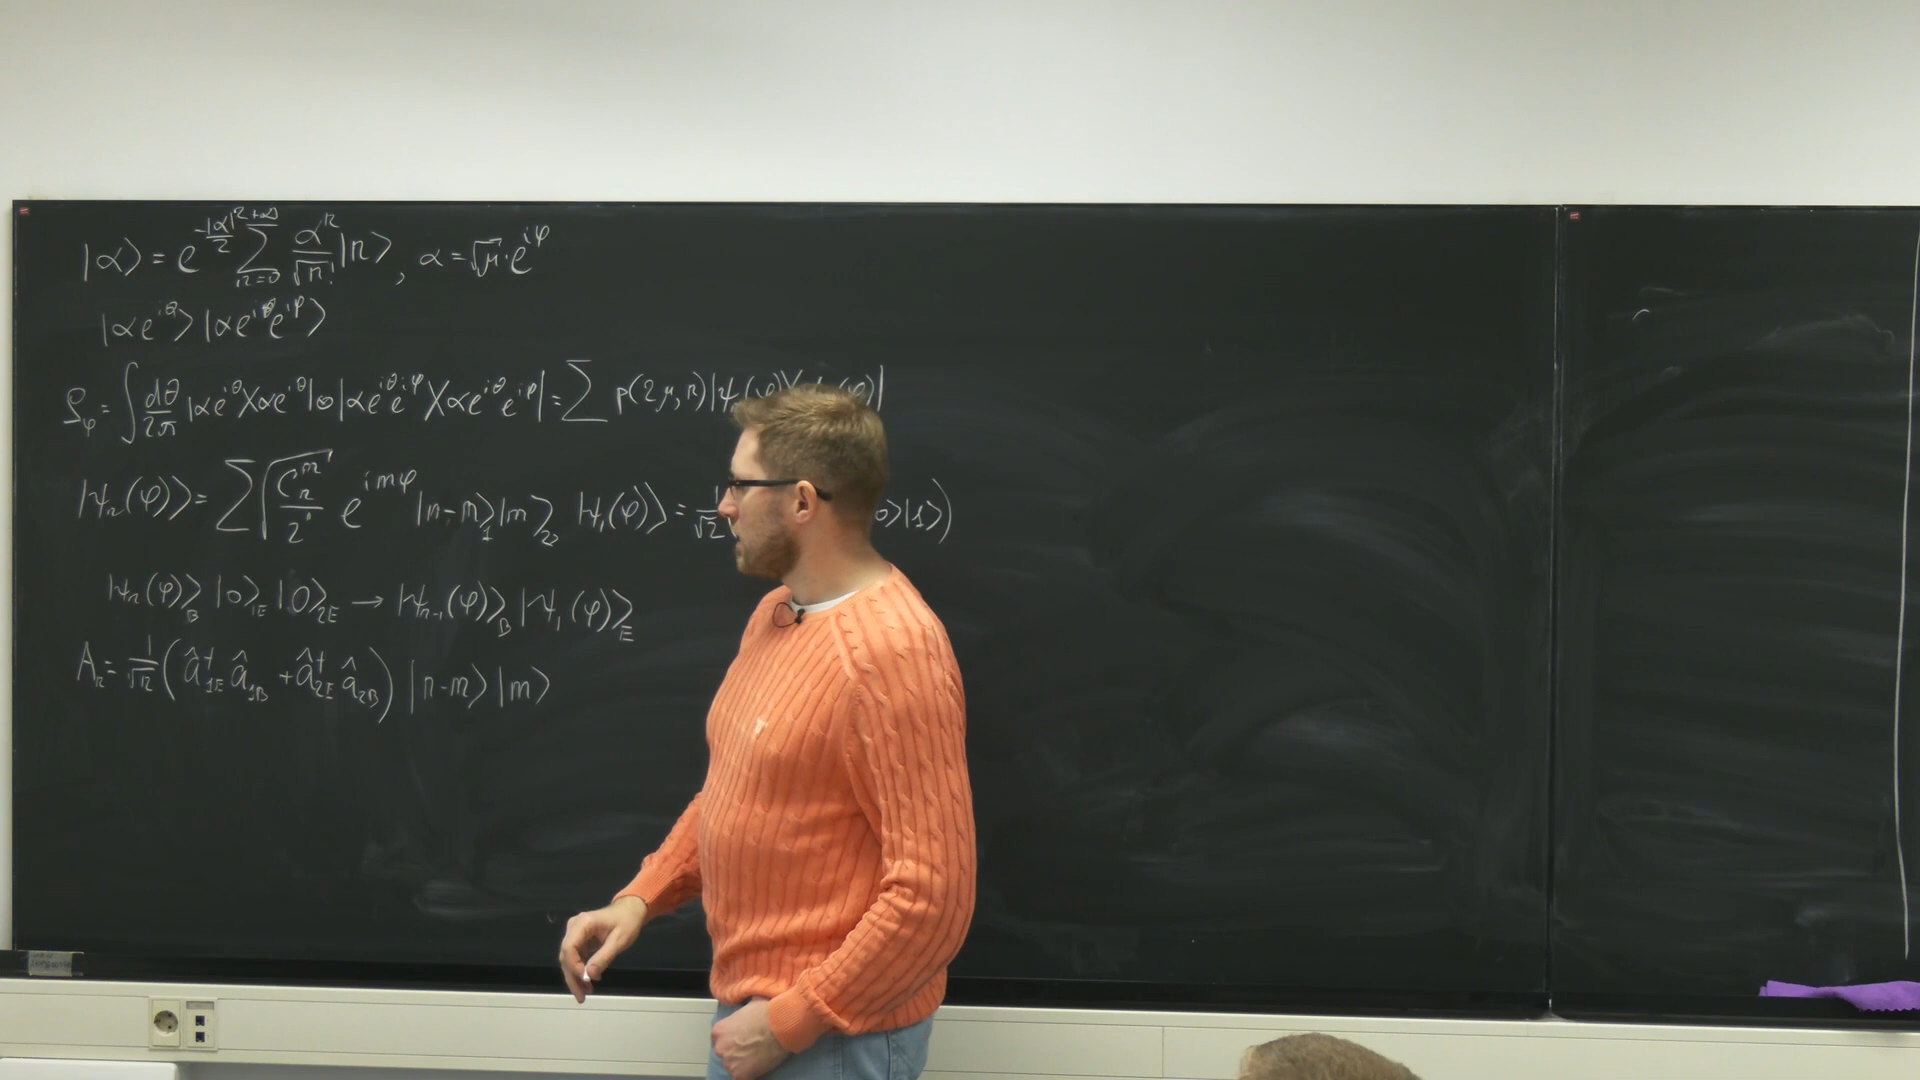 |α⟩ = e^{-|α|²/2} ∑_{n=0}^{+∞} α^n/√n! |n⟩, α = √μ · e^{iφ}
|αe^{iθ}⟩|αe^{iθ}e^{iφ}⟩
ρ_φ = ∫ dθ/2π |αe^{iθ}⟩⟨αe^{iθ}| ⊗ |αe^{iθ}e^{iφ}⟩⟨αe^{iθ}e^{iφ}| = ∑ p(2μ,n)|ψ_n(φ)⟩⟨ (φ)|
|ψ_n(φ)⟩ = ∑ √(C_n^m/2^n) e^{imφ} |n-m⟩_1|m⟩_2, |ψ_1(φ)⟩ = 1/√2 0⟩|1⟩)
|ψ_n(φ)⟩_B |0⟩_{1E} |0⟩_{2E} → |ψ_{n-1}(φ)⟩_B |ψ_1(φ)⟩_E
A_n = 1/√n (â†_{1E} â_{1B} + â†_{2E} â_{2B}) |n-m⟩|m⟩